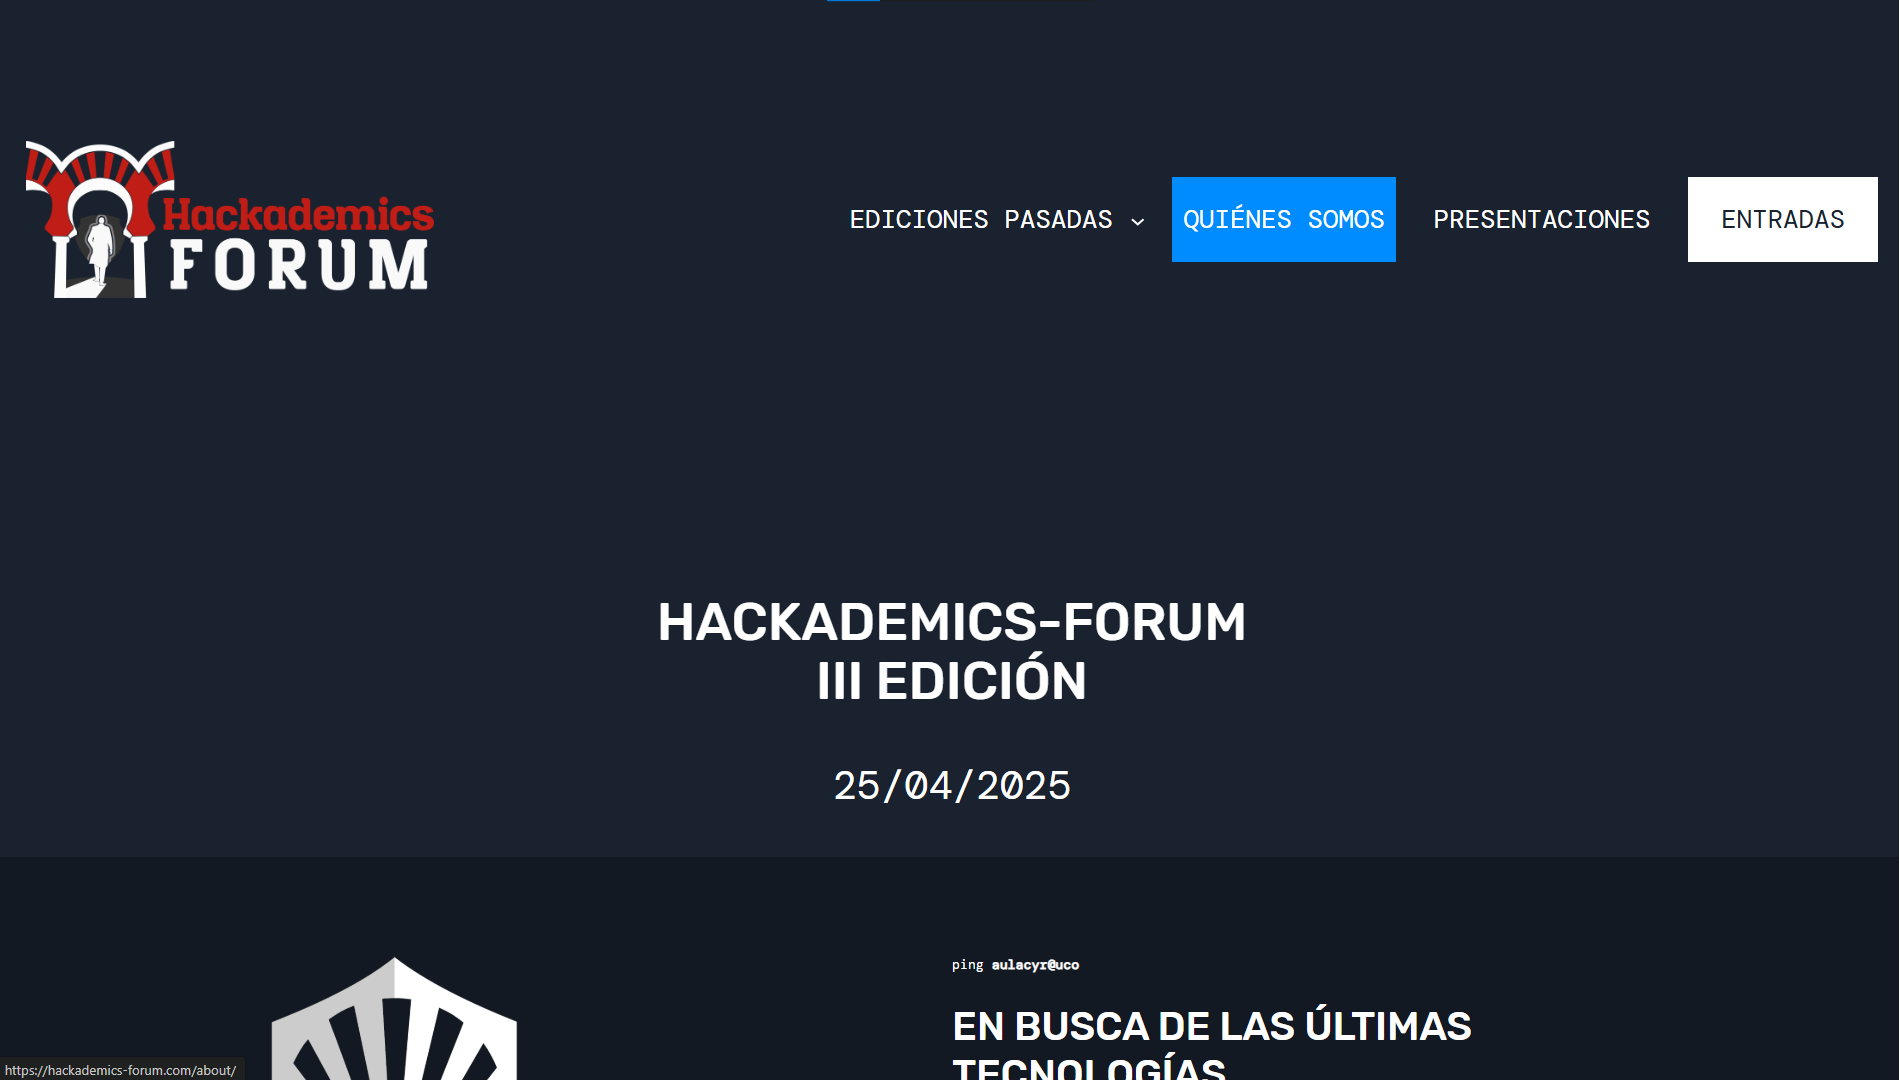 Hackademics
FORUM
EDICIONES PASADAS
QUIÉNES SOMOS
PRESENTACIONES
ENTRADAS
HACKADEMICS-FORUM
III EDICIÓN
25/04/2025
ping aulacyr@uco
EN BUSCA DE LAS ÚLTIMAS
TECNOLOGÍAS
https://hackademics-forum.com/about/